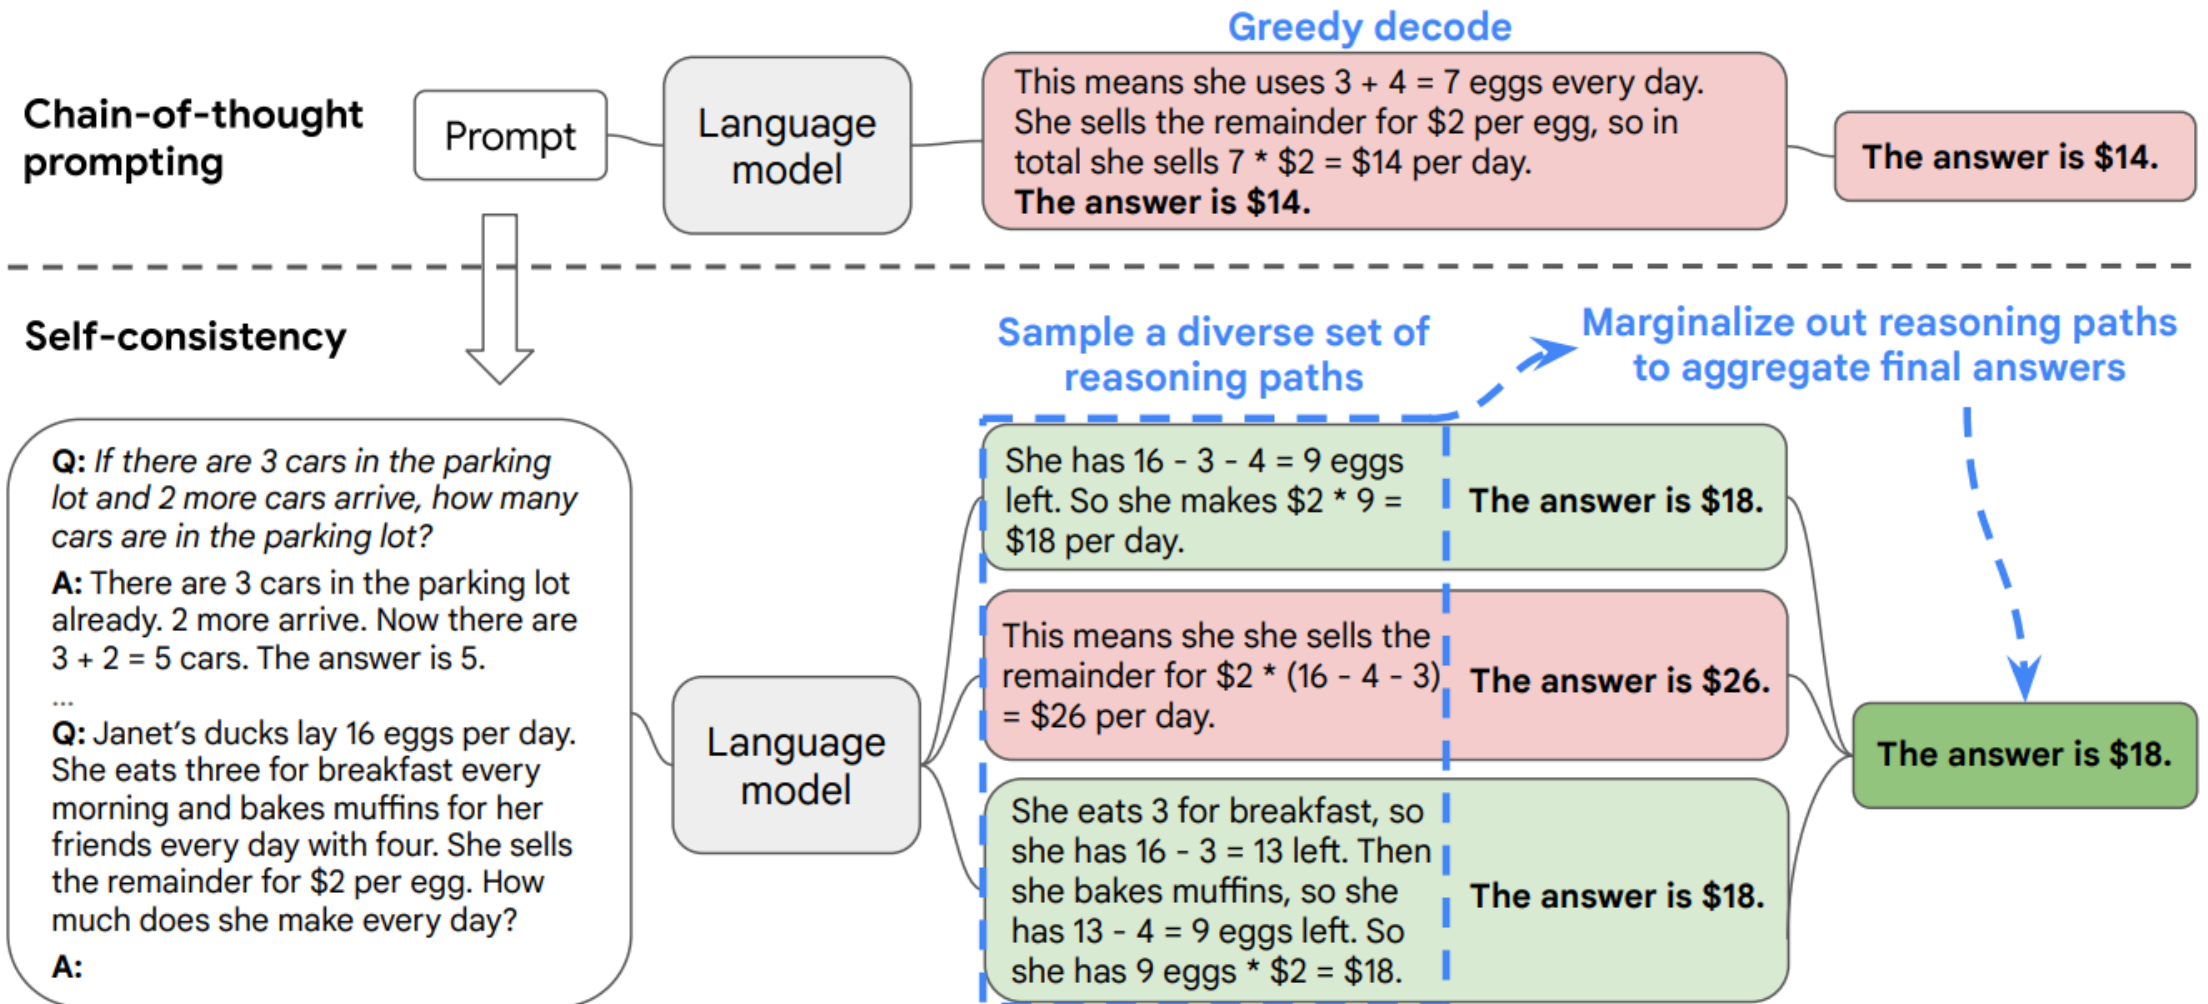 Greedy decode
Chain-of-thought
prompting
Prompt
Language
model
This means she uses 3 + 4 = 7 eggs every day.
She sells the remainder for $2 per egg, so in
total she sells 7 * $2 = $14 per day.
The answer is $14.
The answer is $14.
Self-consistency
Sample a diverse set of
reasoning paths
Marginalize out reasoning paths
to aggregate final answers
Q: If there are 3 cars in the parking
lot and 2 more cars arrive, how many
cars are in the parking lot?
A: There are 3 cars in the parking lot
already. 2 more arrive. Now there are
3 + 2 = 5 cars. The answer is 5.
...
Q: Janet's ducks lay 16 eggs per day.
She eats three for breakfast every
morning and bakes muffins for her
friends every day with four. She sells
the remainder for $2 per egg. How
much does she make every day?
A:
Language
model
She has 16 - 3 - 4 = 9 eggs
left. So she makes $2 * 9 =
$18 per day.
The answer is $18.
This means she she sells the
remainder for $2 * (16 - 4 - 3)
= $26 per day.
The answer is $26.
She eats 3 for breakfast, so
she has 16 - 3 = 13 left. Then
she bakes muffins, so she
has 13 - 4 = 9 eggs left. So
she has 9 eggs * $2 = $18.
The answer is $18.
The answer is $18.